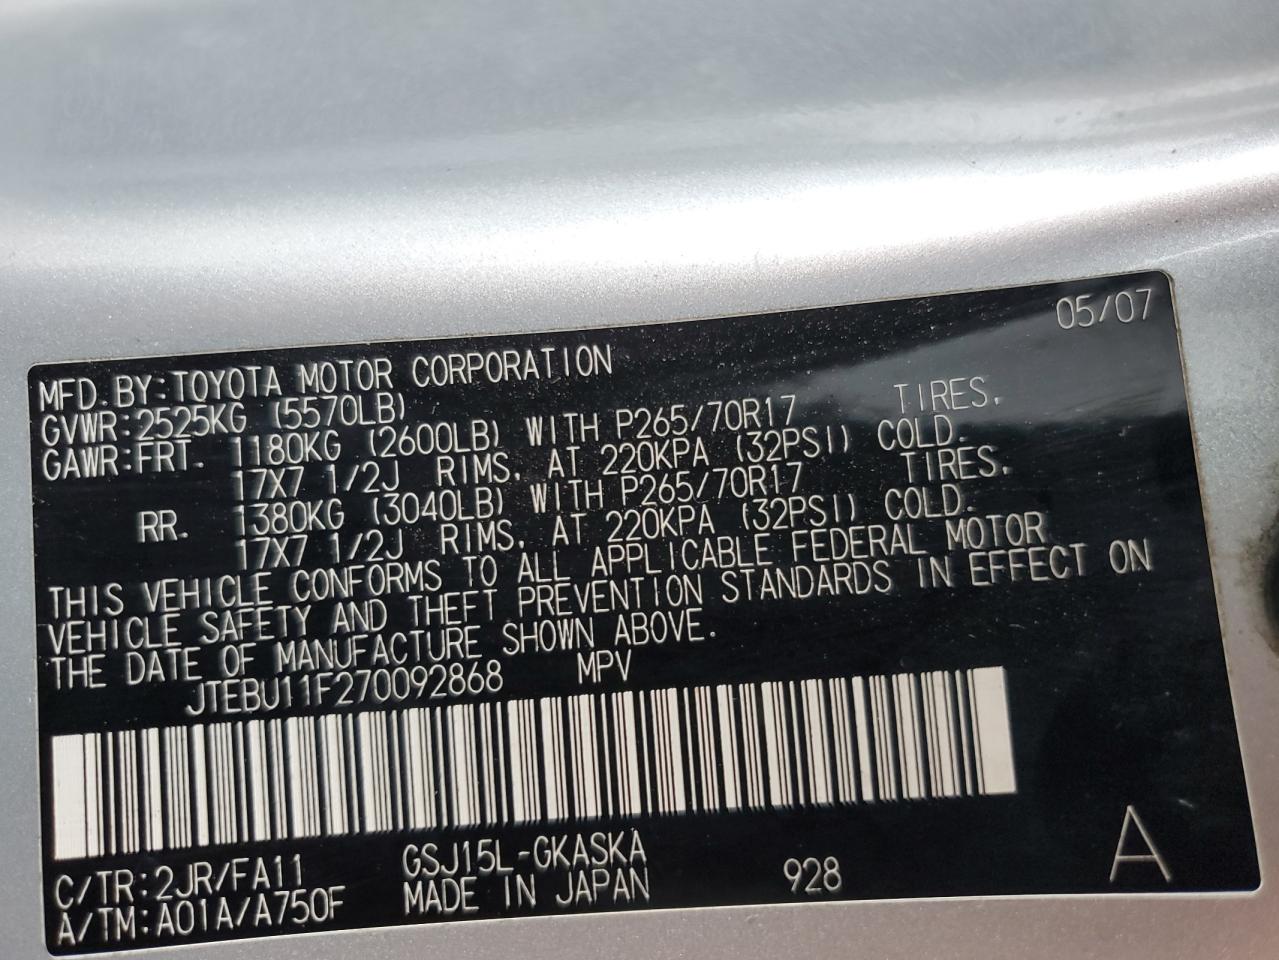 05/07
MFD.BY:TOYOTA MOTOR CORPORATION
GVWR:2525KG (5570LB)
GAWR:FRT. 1180KG (2600LB) WITH P265/70R17 TIRES,
17X7 1/2J RIMS, AT 220KPA (32PSI) COLD.
RR. 1380KG (3040LB) WITH P265/70R17 TIRES,
17X7 1/2J RIMS, AT 220KPA (32PSI) COLD.
THIS VEHICLE CONFORMS TO ALL APPLICABLE FEDERAL MOTOR
VEHICLE SAFETY AND THEFT PREVENTION STANDARDS IN EFFECT ON
THE DATE OF MANUFACTURE SHOWN ABOVE.
JTEBU11F270092868 MPV
C/TR:2JR/FA11 GSJ15L-GKASKA
A/TM:A01A/A750F MADE IN JAPAN 928 A